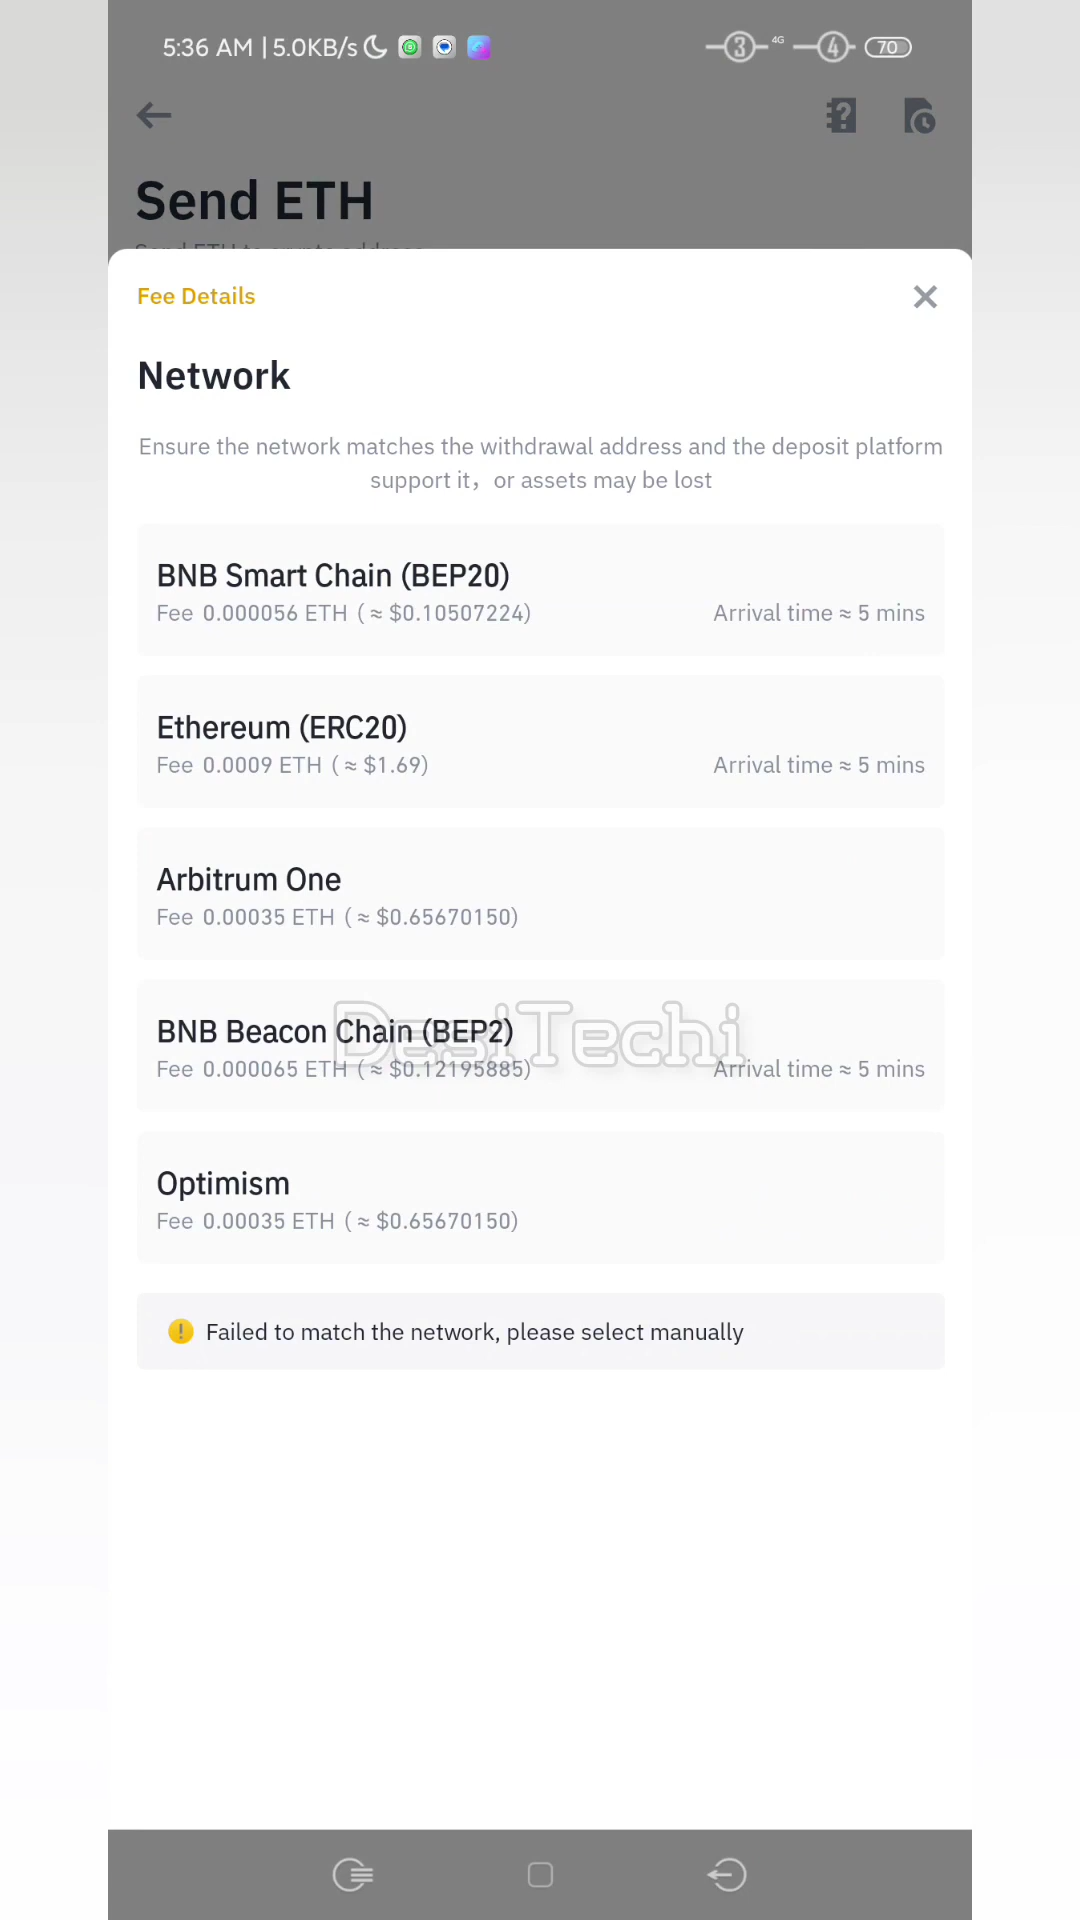 5:36 AM | 5.0KB/s
3 4G 4 70
Send ETH
Send ETH to crypto address
Fee Details
Network
Ensure the network matches the withdrawal address and the deposit platform
support it, or assets may be lost
BNB Smart Chain (BEP20)
Fee 0.000056 ETH ( ≈ $0.10507224)
Arrival time ≈ 5 mins
Ethereum (ERC20)
Fee 0.0009 ETH ( ≈ $1.69)
Arrival time ≈ 5 mins
Arbitrum One
Fee 0.00035 ETH ( ≈ $0.65670150)
BNB Beacon Chain (BEP2)
DesiTechi
Fee 0.000065 ETH ( ≈ $0.12195885)
Arrival time ≈ 5 mins
Optimism
Fee 0.00035 ETH ( ≈ $0.65670150)
Failed to match the network, please select manually